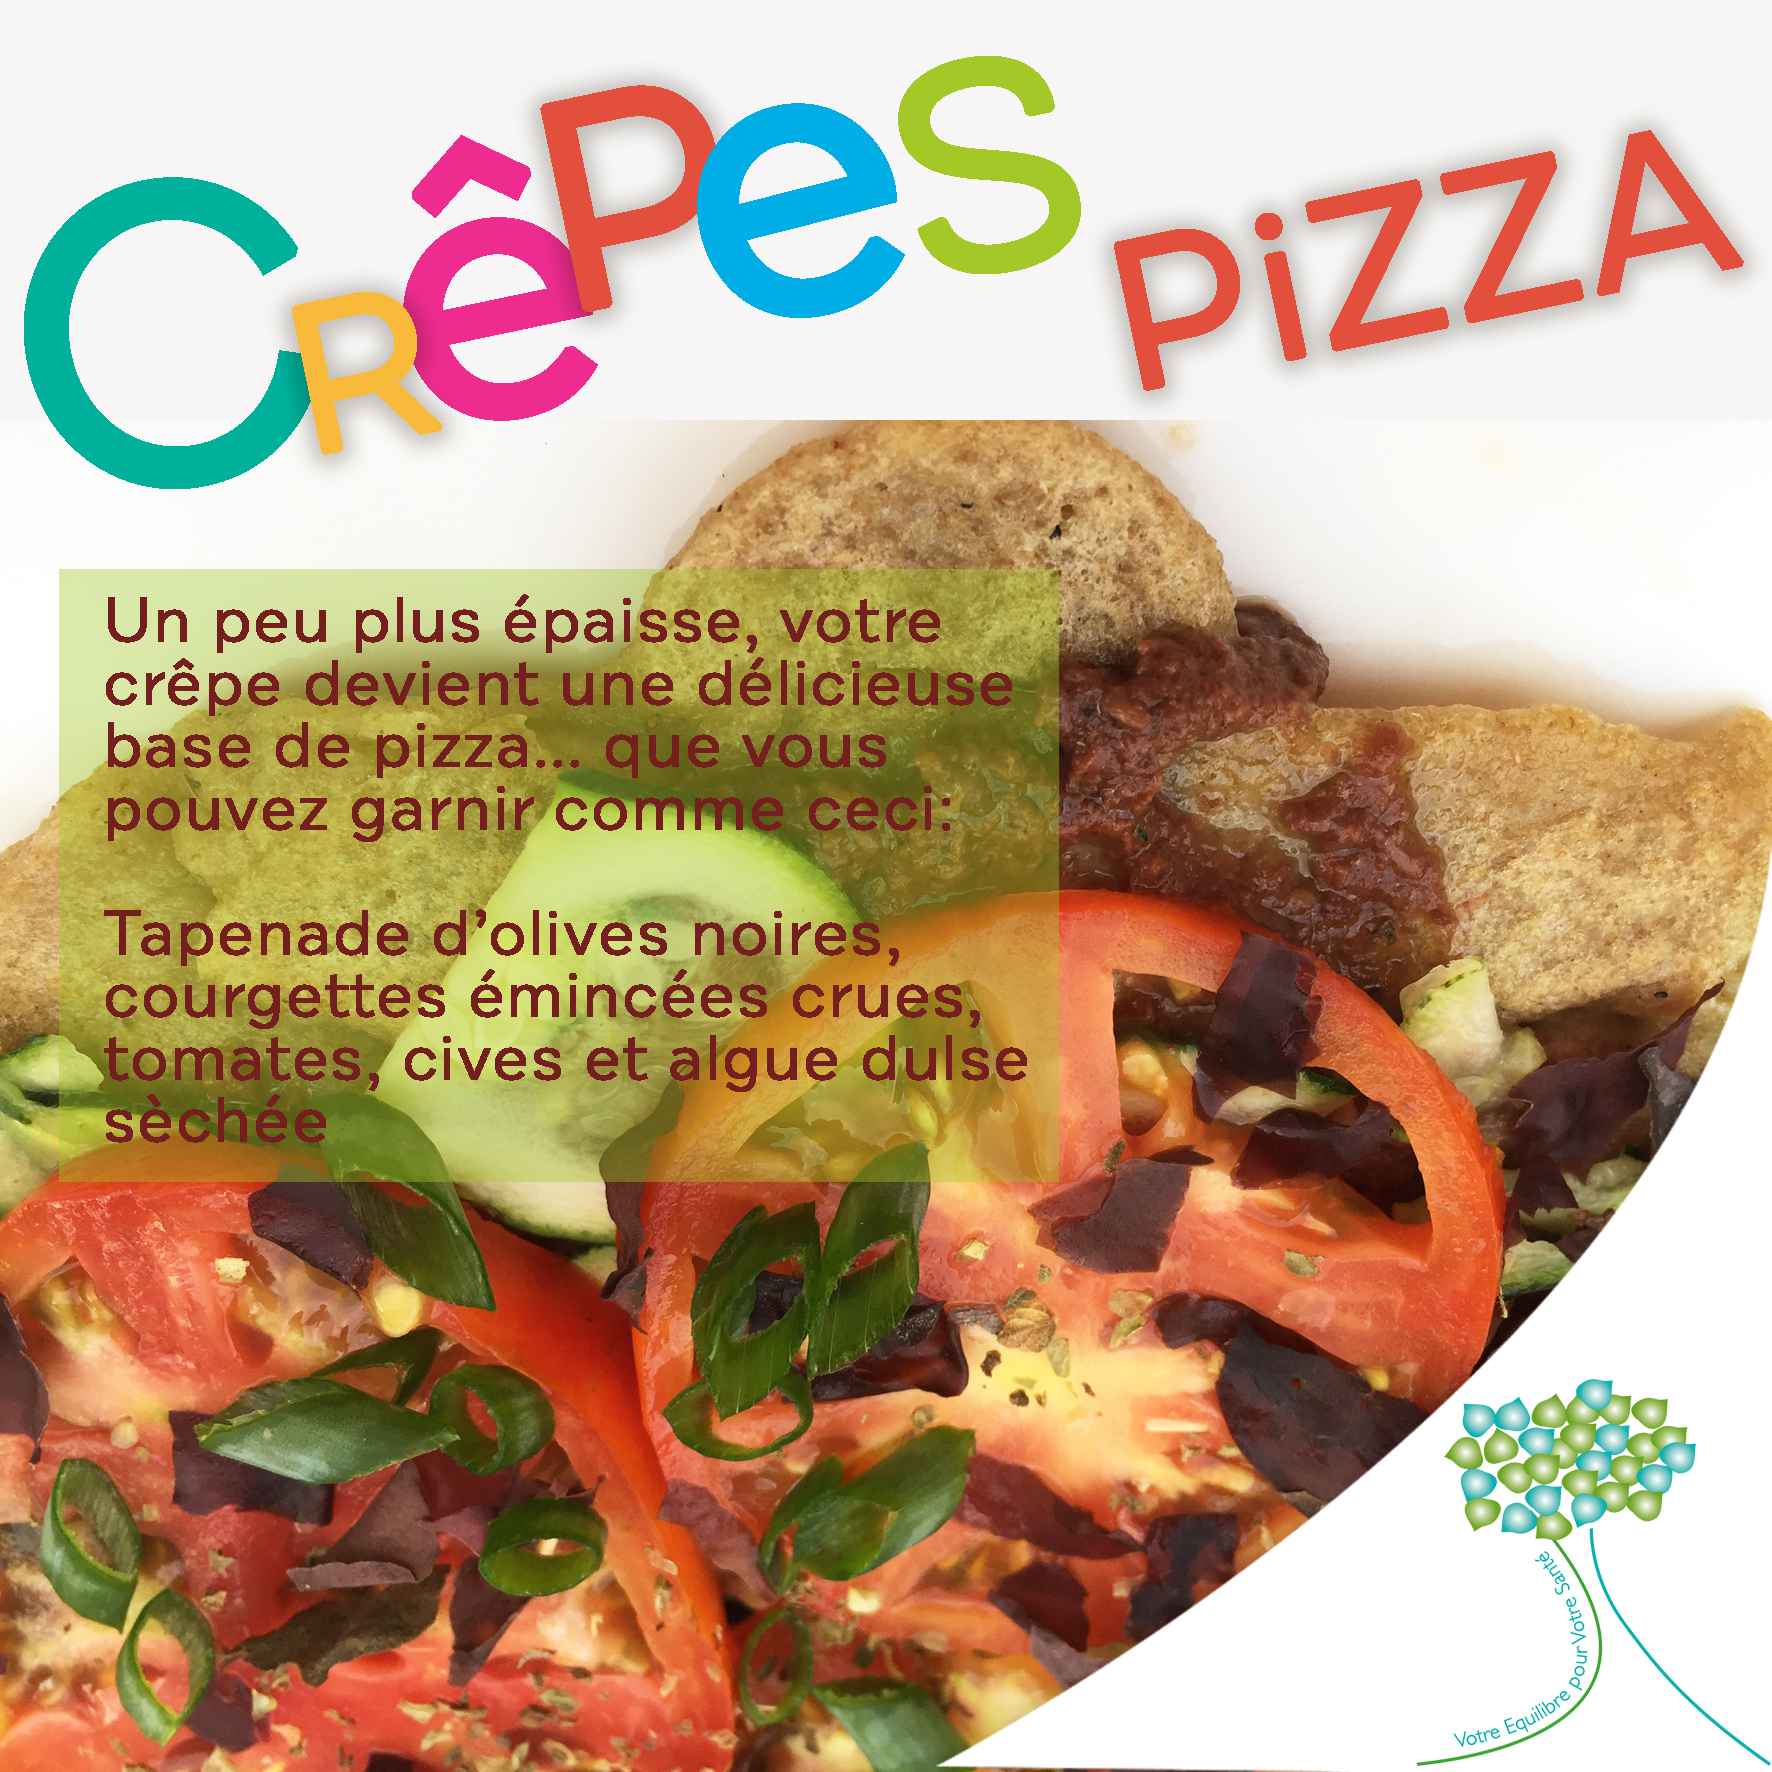 CRêPes PiZZA
Un peu plus épaisse, votre
crêpe devient une délicieuse
base de pizza... que vous
pouvez garnir comme ceci:
Tapenade d’olives noires,
courgettes émincées crues,
tomates, cives et algue dulse
sèchée
Votre Equilibre pour Votre Santé